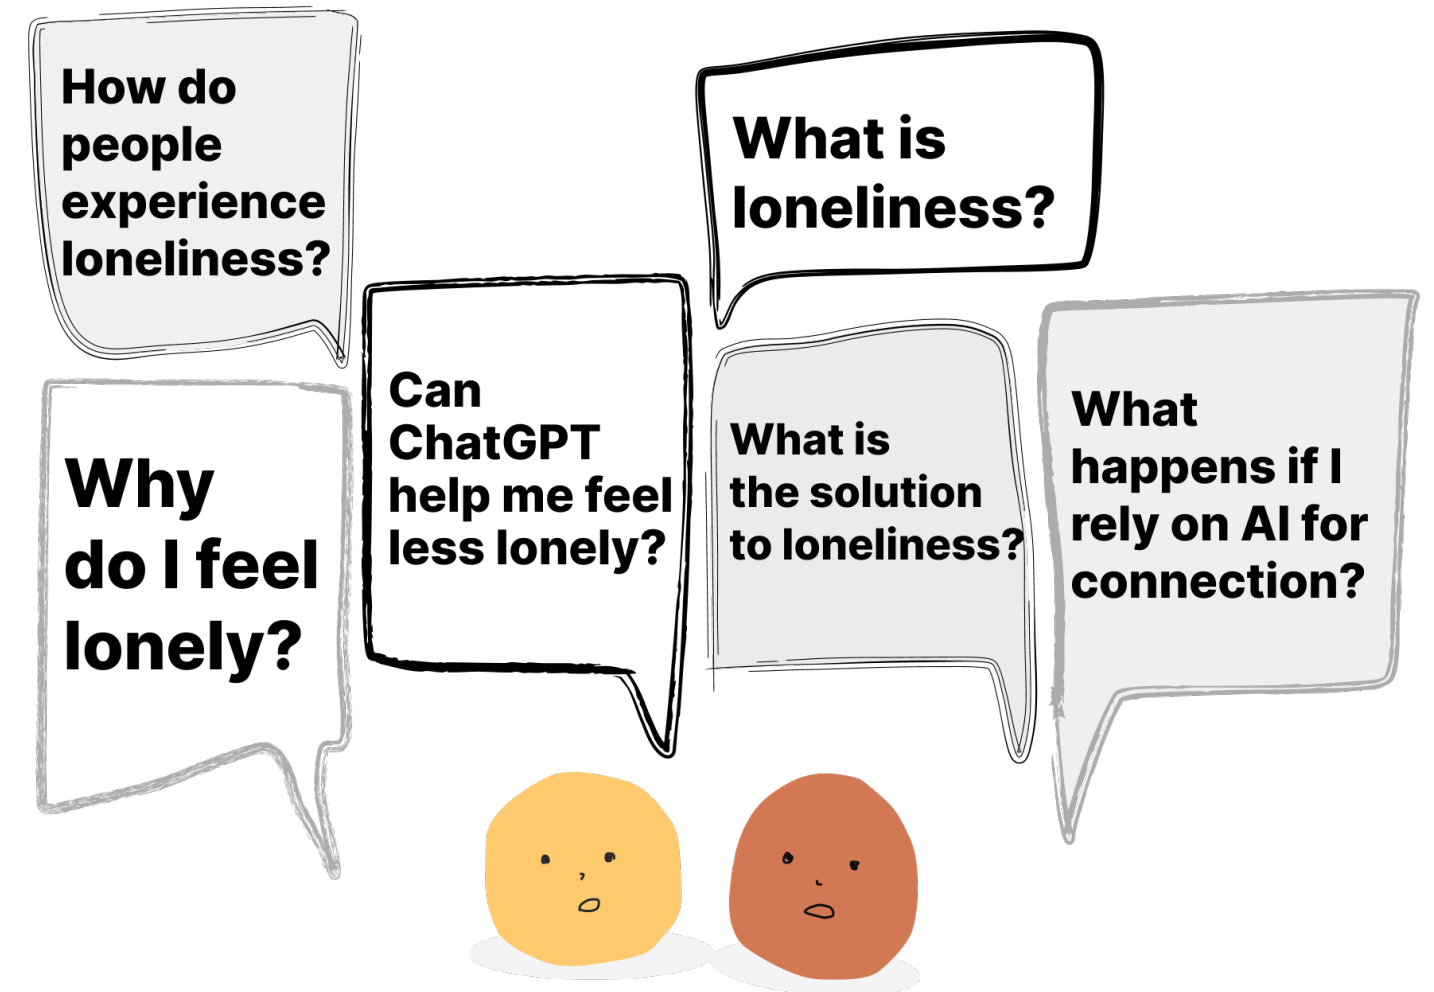 How do
people
experience
loneliness?
What is
loneliness?
Why
do I feel
lonely?
Can
ChatGPT
help me feel
less lonely?
What is
the solution
to loneliness?
What
happens if I
rely on AI for
connection?